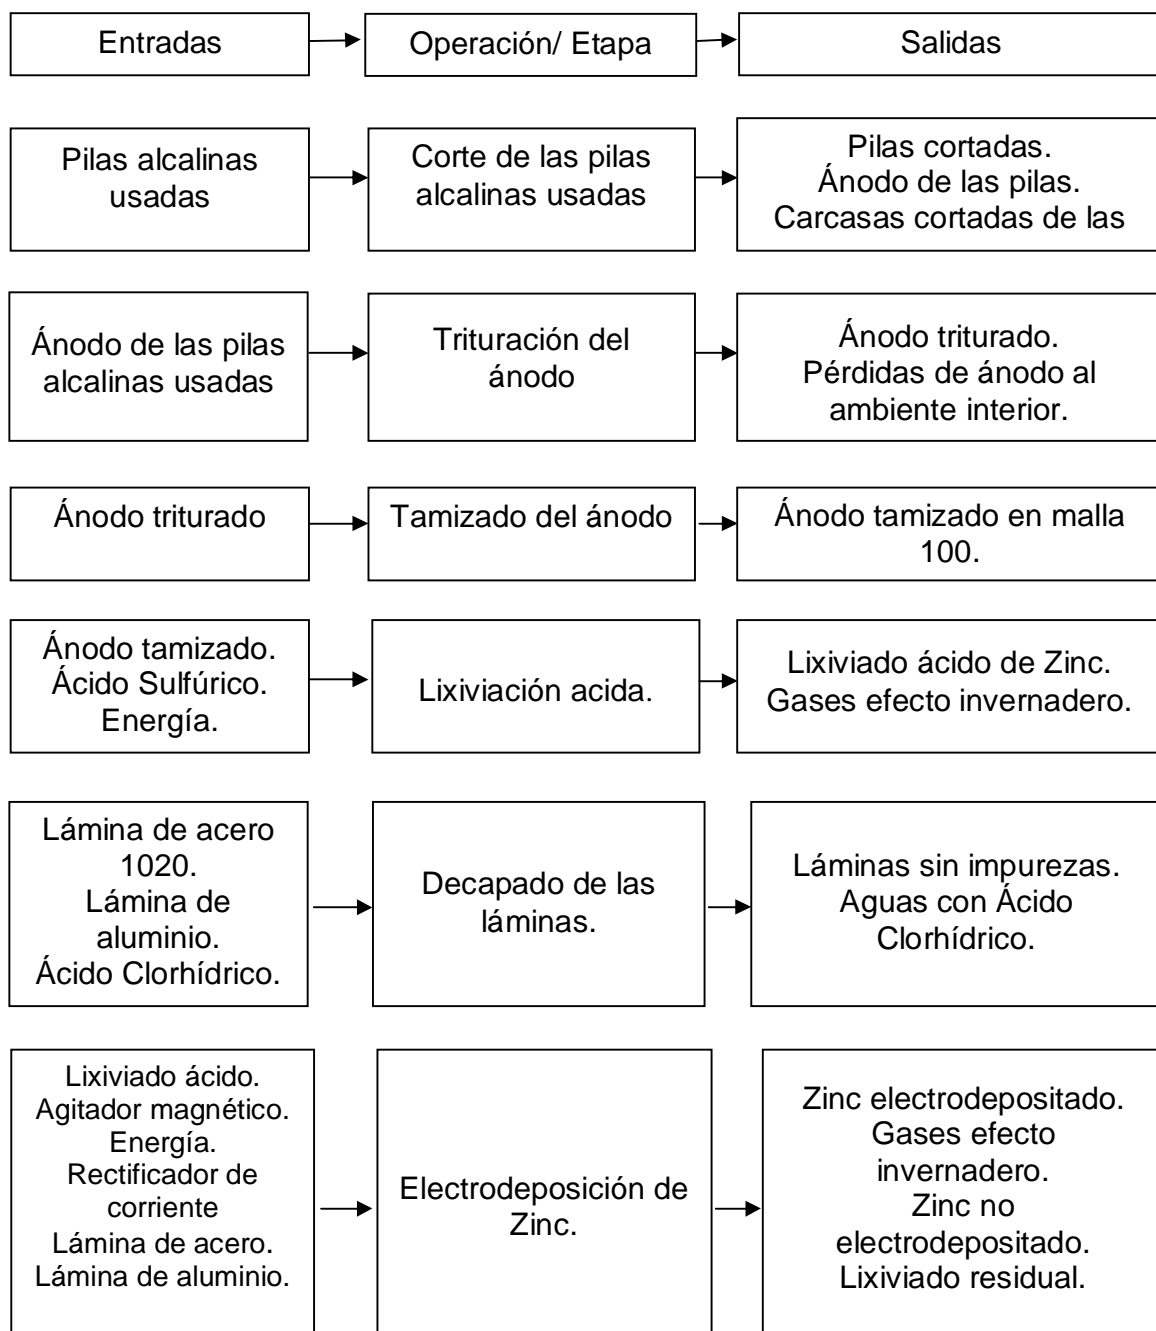 Entradas
Operación/ Etapa
Salidas
Pilas alcalinas
usadas
Corte de las pilas
alcalinas usadas
Pilas cortadas.
Ánodo de las pilas.
Carcasas cortadas de las
Ánodo de las pilas
alcalinas usadas
Trituración del
ánodo
Ánodo triturado.
Pérdidas de ánodo al
ambiente interior.
Ánodo triturado
Tamizado del ánodo
Ánodo tamizado en malla
100.
Ánodo tamizado.
Ácido Sulfúrico.
Energía.
Lixiviación acida.
Lixiviado ácido de Zinc.
Gases efecto invernadero.
Lámina de acero
1020.
Lámina de
aluminio.
Ácido Clorhídrico.
Decapado de las
láminas.
Láminas sin impurezas.
Aguas con Ácido
Clorhídrico.
Lixiviado ácido.
Agitador magnético.
Energía.
Rectificador de
corriente
Lámina de acero.
Lámina de aluminio.
Electrodeposición de
Zinc.
Zinc electrodepositado.
Gases efecto
invernadero.
Zinc no
electrodepositado.
Lixiviado residual.